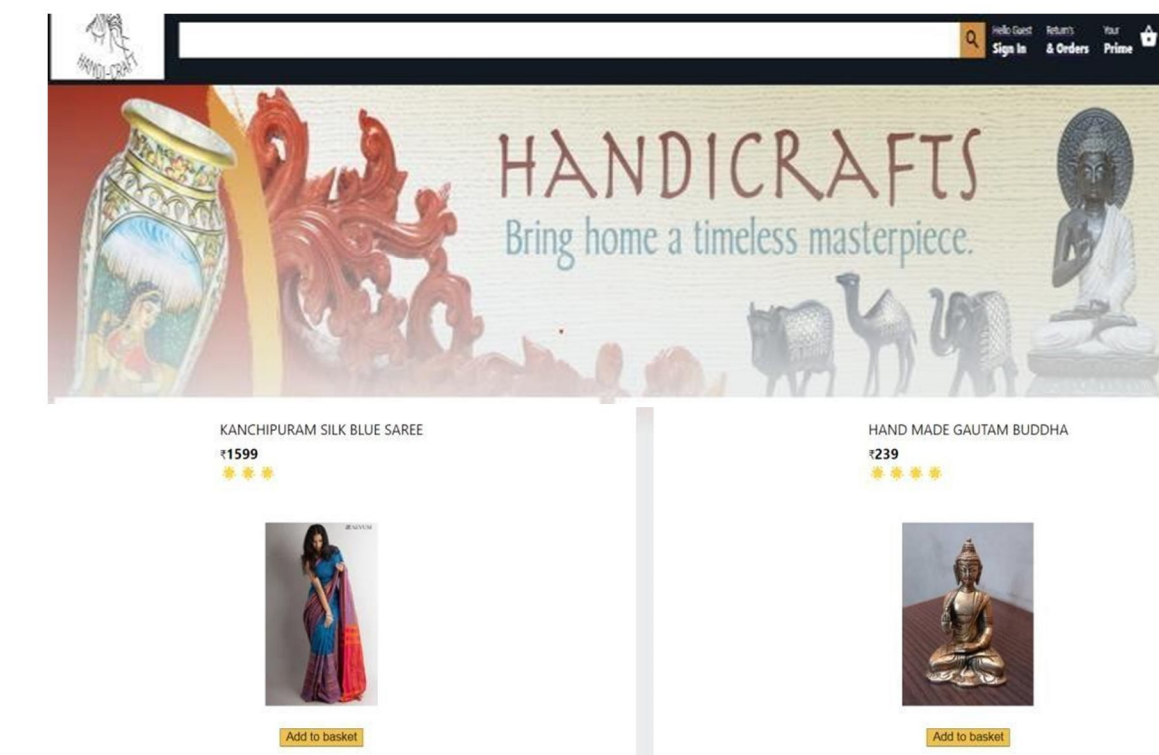 HANDI-CRAFT
Hello Guest
Sign In
Return's
& Orders
Your
Prime
HANDICRAFTS
Bring home a timeless masterpiece.
KANCHIPURAM SILK BLUE SAREE
₹1599
Add to basket
HAND MADE GAUTAM BUDDHA
₹239
Add to basket